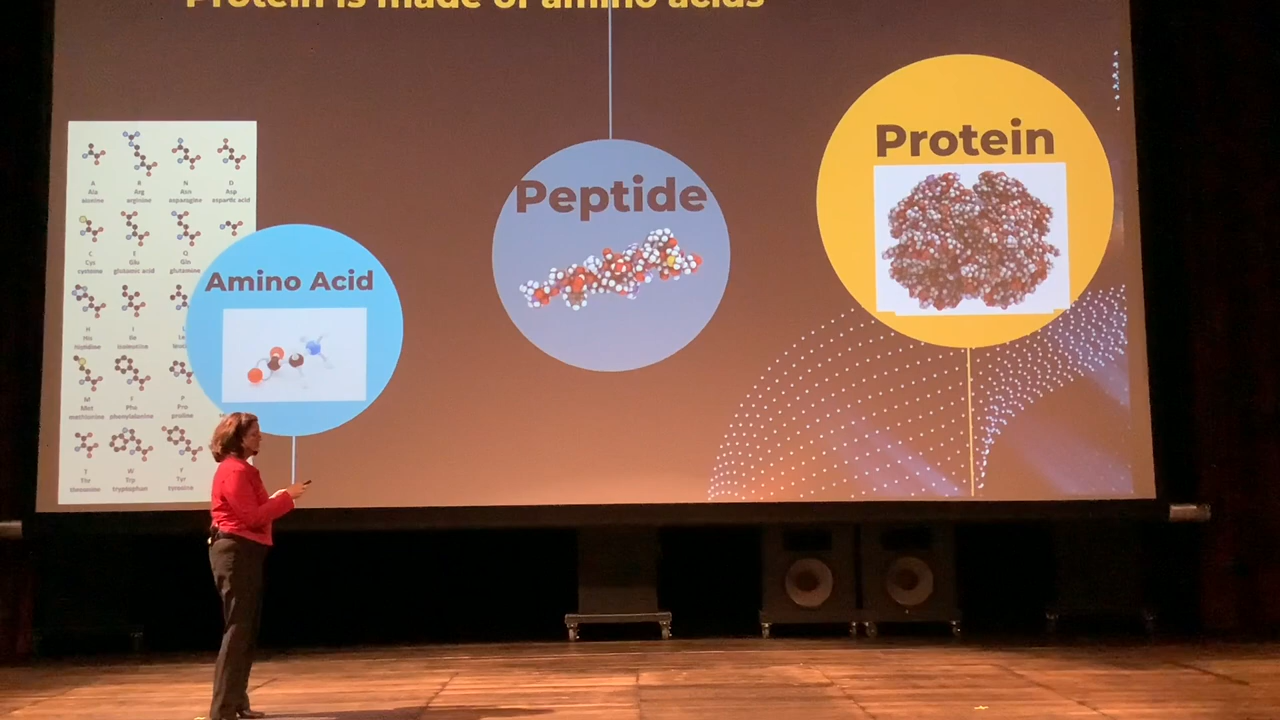 Protein is made of amino acids
A
Ala
alanine
R
Arg
arginine
N
Asn
asparagine
D
Asp
aspartic acid
C
Cys
cysteine
E
Glu
glutamic acid
Q
Gln
glutamine
H
His
histidine
I
Ile
isoleucine
L
M
Met
methionine
F
Phe
phenylalanine
P
Pro
proline
T
Thr
threonine
W
Trp
tryptophan
Y
Tyr
tyrosine
Amino Acid
Peptide
Protein